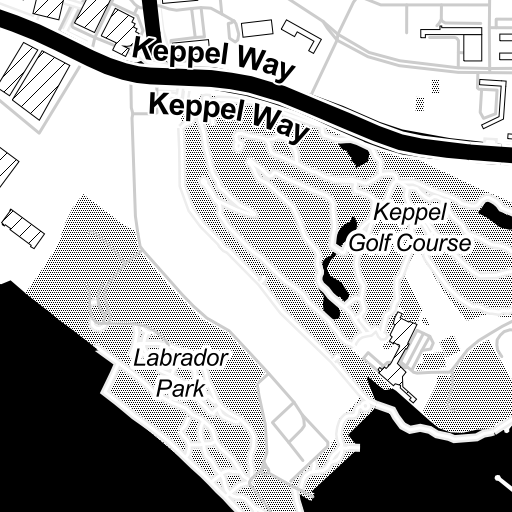 Keppel Way
Keppel Way
Keppel
Golf Course
Labrador
Park